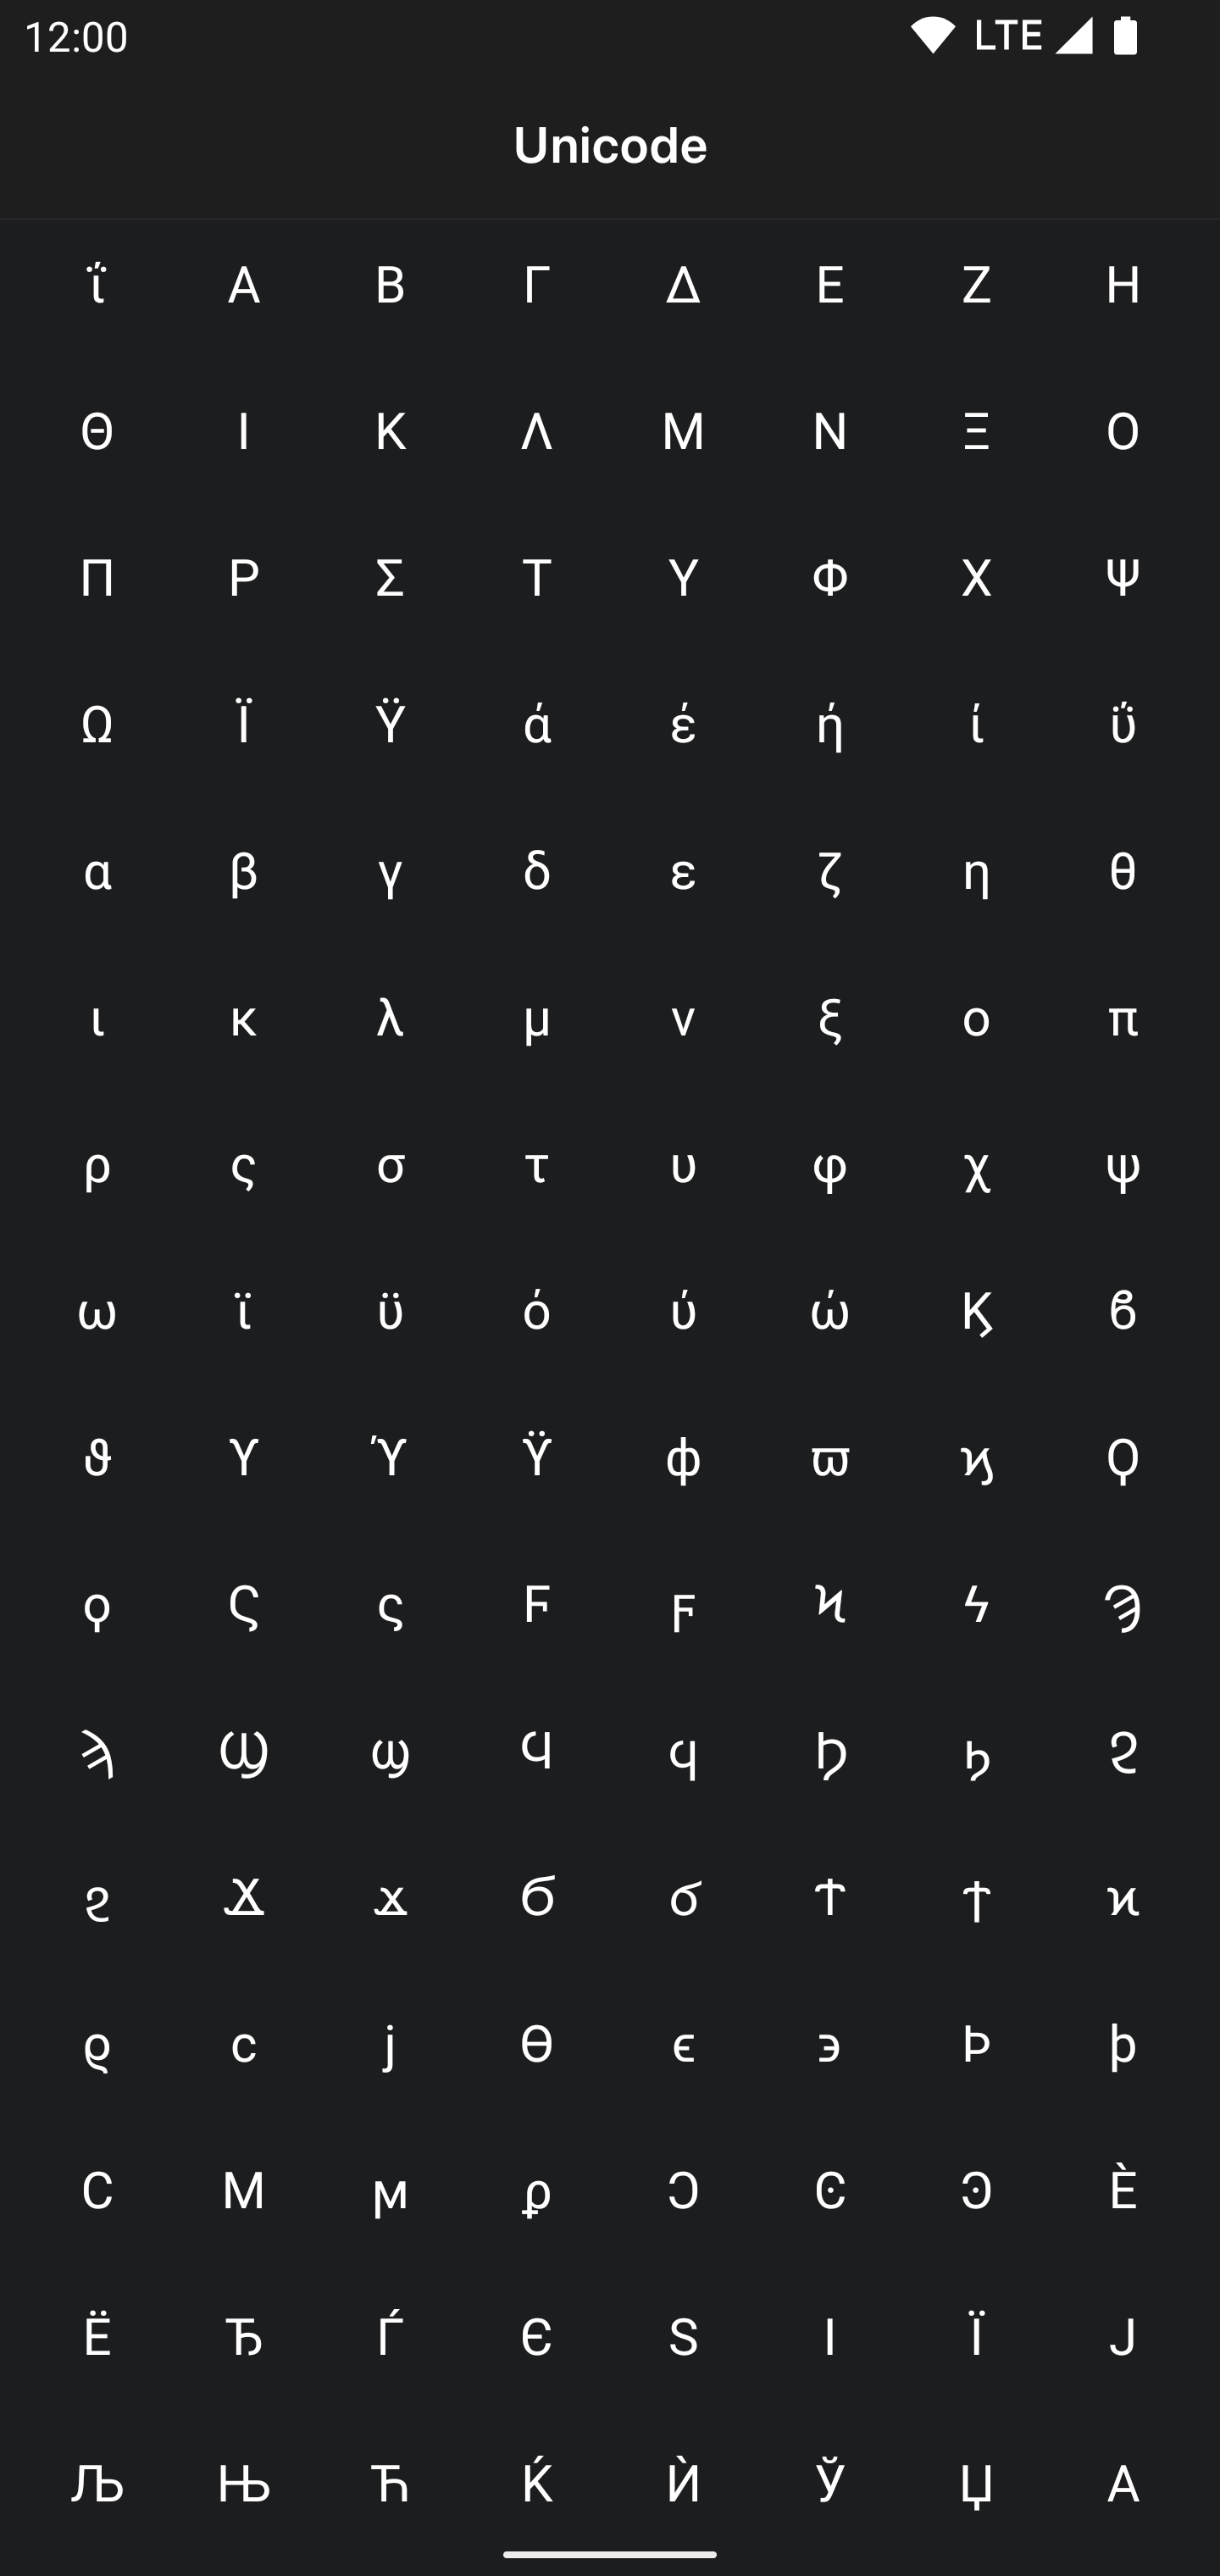 12:00 LTE
Unicode
ΐ Α Β Γ Δ Ε Ζ Η
Θ Ι Κ Λ Μ Ν Ξ Ο
Π Ρ Σ Τ Υ Φ Χ Ψ
Ω Ϊ Ϋ ά έ ή ί ΰ
α β γ δ ε ζ η θ
ι κ λ μ ν ξ ο π
ρ ς σ τ υ φ χ ψ
ω ϊ ϋ ό ύ ώ Ϗ ϐ
ϑ ϒ ϓ ϔ ϕ ϖ ϗ Ϙ
ϙ Ϛ ϛ Ϝ ϝ Ϟ ϟ Ϡ
ϡ Ϣ ϣ Ϥ ϥ Ϧ ϧ Ϩ
ϩ Ϫ ϫ Ϭ ϭ Ϯ ϯ ϰ
ϱ ϲ ϳ ϴ ϵ ϶ Ϸ ϸ
Ϲ Ϻ ϻ ϼ Ͻ Ͼ Ͽ Ѐ
Ё Ђ Ѓ Є Ѕ І Ї Ј
Љ Њ Ћ Ќ Ѝ Ў Џ А